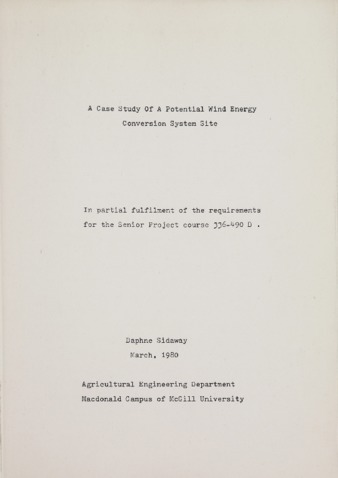 A Case Study Of A Potential Wind Energy
Conversion System Site
In partial fulfilment of the requirements
for the Senior Project course 336-490 D .
Daphne Sidaway
March, 1980
Agricultural Engineering Department
Macdonald Campus of McGill University